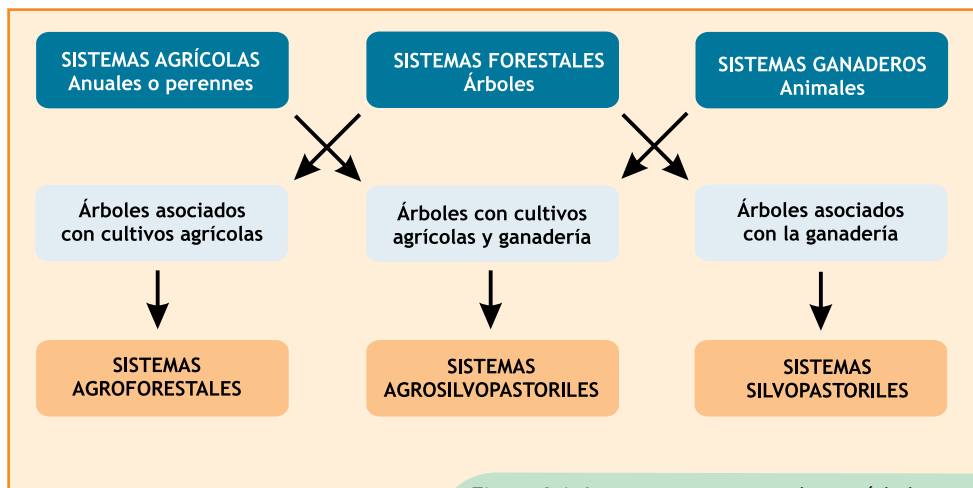 SISTEMAS AGRÍCOLAS
Anuales o perennes
SISTEMAS FORESTALES
Árboles
SISTEMAS GANADEROS
Animales
Árboles asociados
con cultivos agrícolas
Árboles con cultivos
agrícolas y ganadería
Árboles asociados
con la ganadería
SISTEMAS
AGROFORESTALES
SISTEMAS
AGROSILVOPASTORILES
SISTEMAS
SILVOPASTORILES